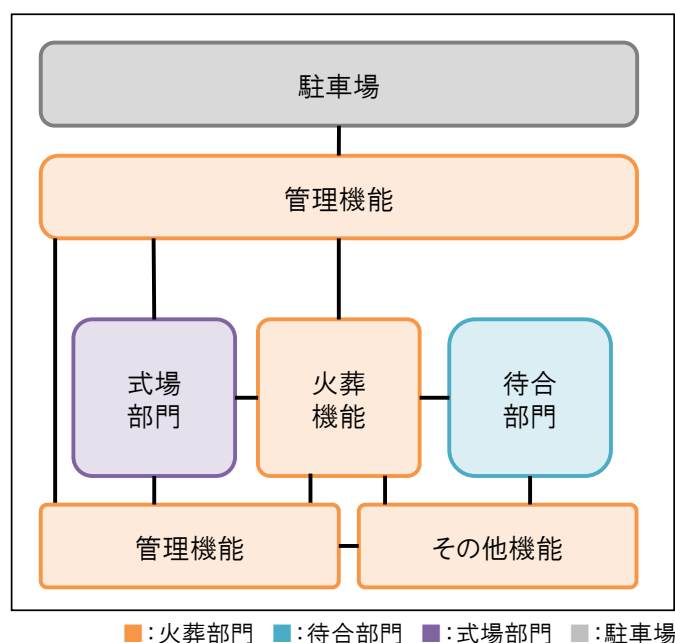 駐車場
管理機能
式場
部門
火葬
機能
待合
部門
管理機能
その他機能
■：火葬部門 ■：待合部門 ■：式場部門 ■：駐車場